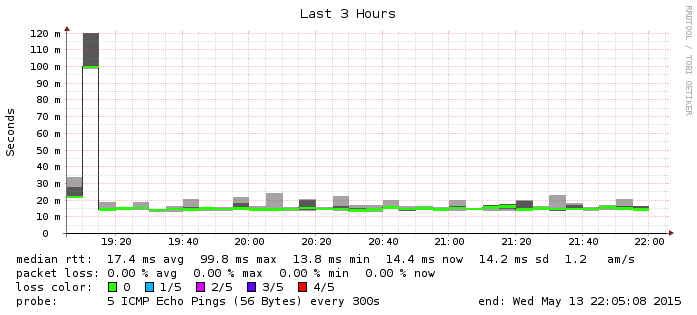 Last 3 Hours
RRDTOOL / TOBI OETIKER
Seconds
120 m
100 m
90 m
80 m
70 m
60 m
50 m
40 m
30 m
20 m
10 m
0
19:20 19:40 20:00 20:20 20:40 21:00 21:20 21:40 22:00
median rtt: 17.4 ms avg 99.8 ms max 13.8 ms min 14.4 ms now 14.2 ms sd 1.2 am/s
packet loss: 0.00 % avg 0.00 % max 0.00 % min 0.00 % now
loss color: 0 1/5 2/5 3/5 4/5
probe: 5 ICMP Echo Pings (56 Bytes) every 300s end: Wed May 13 22:05:08 2015